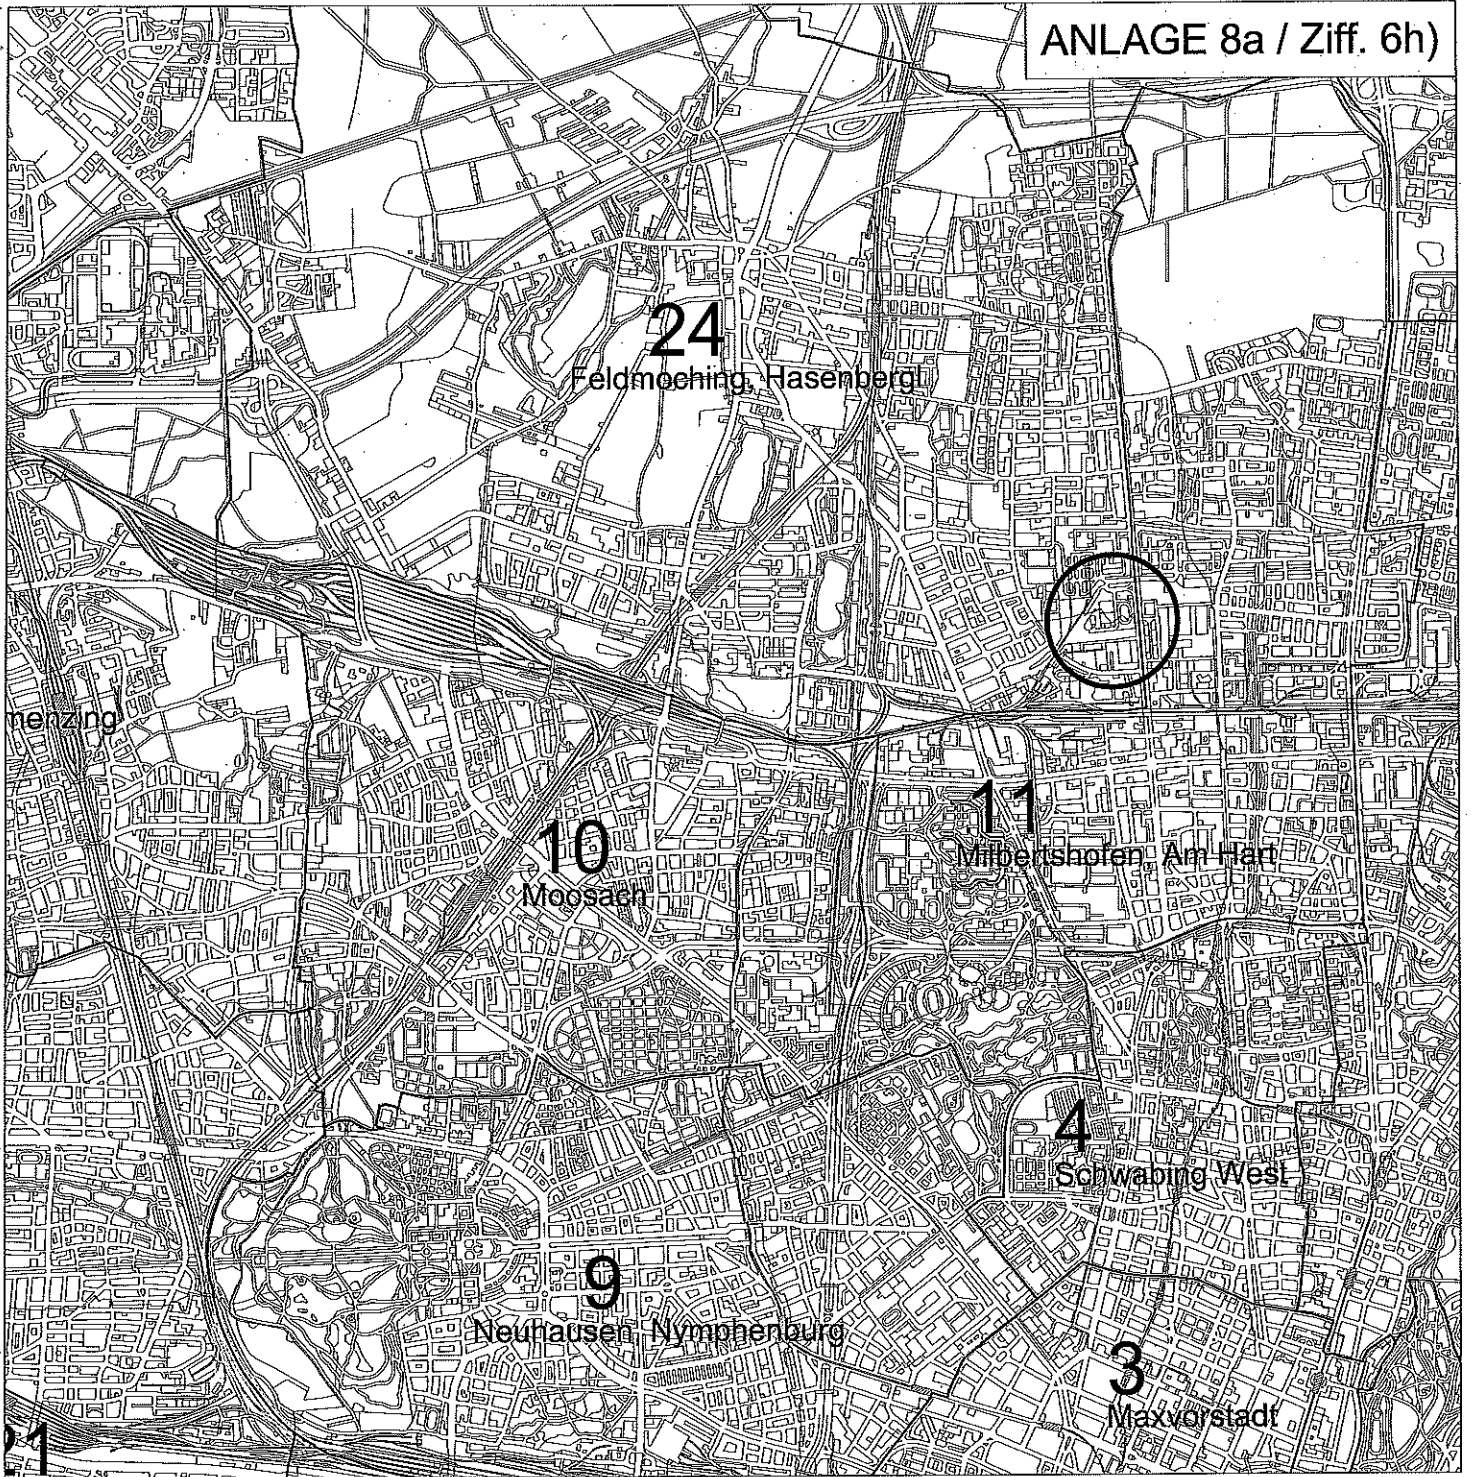 ANLAGE 8a / Ziff. 6h)
24
Feldmoching, Hasenbergl
menzing
11
Milbertshofen, Am Hart
10
Moosach
4
Schwabing West
9
Neuhausen, Nymphenburg
3
Maxvorstadt
21